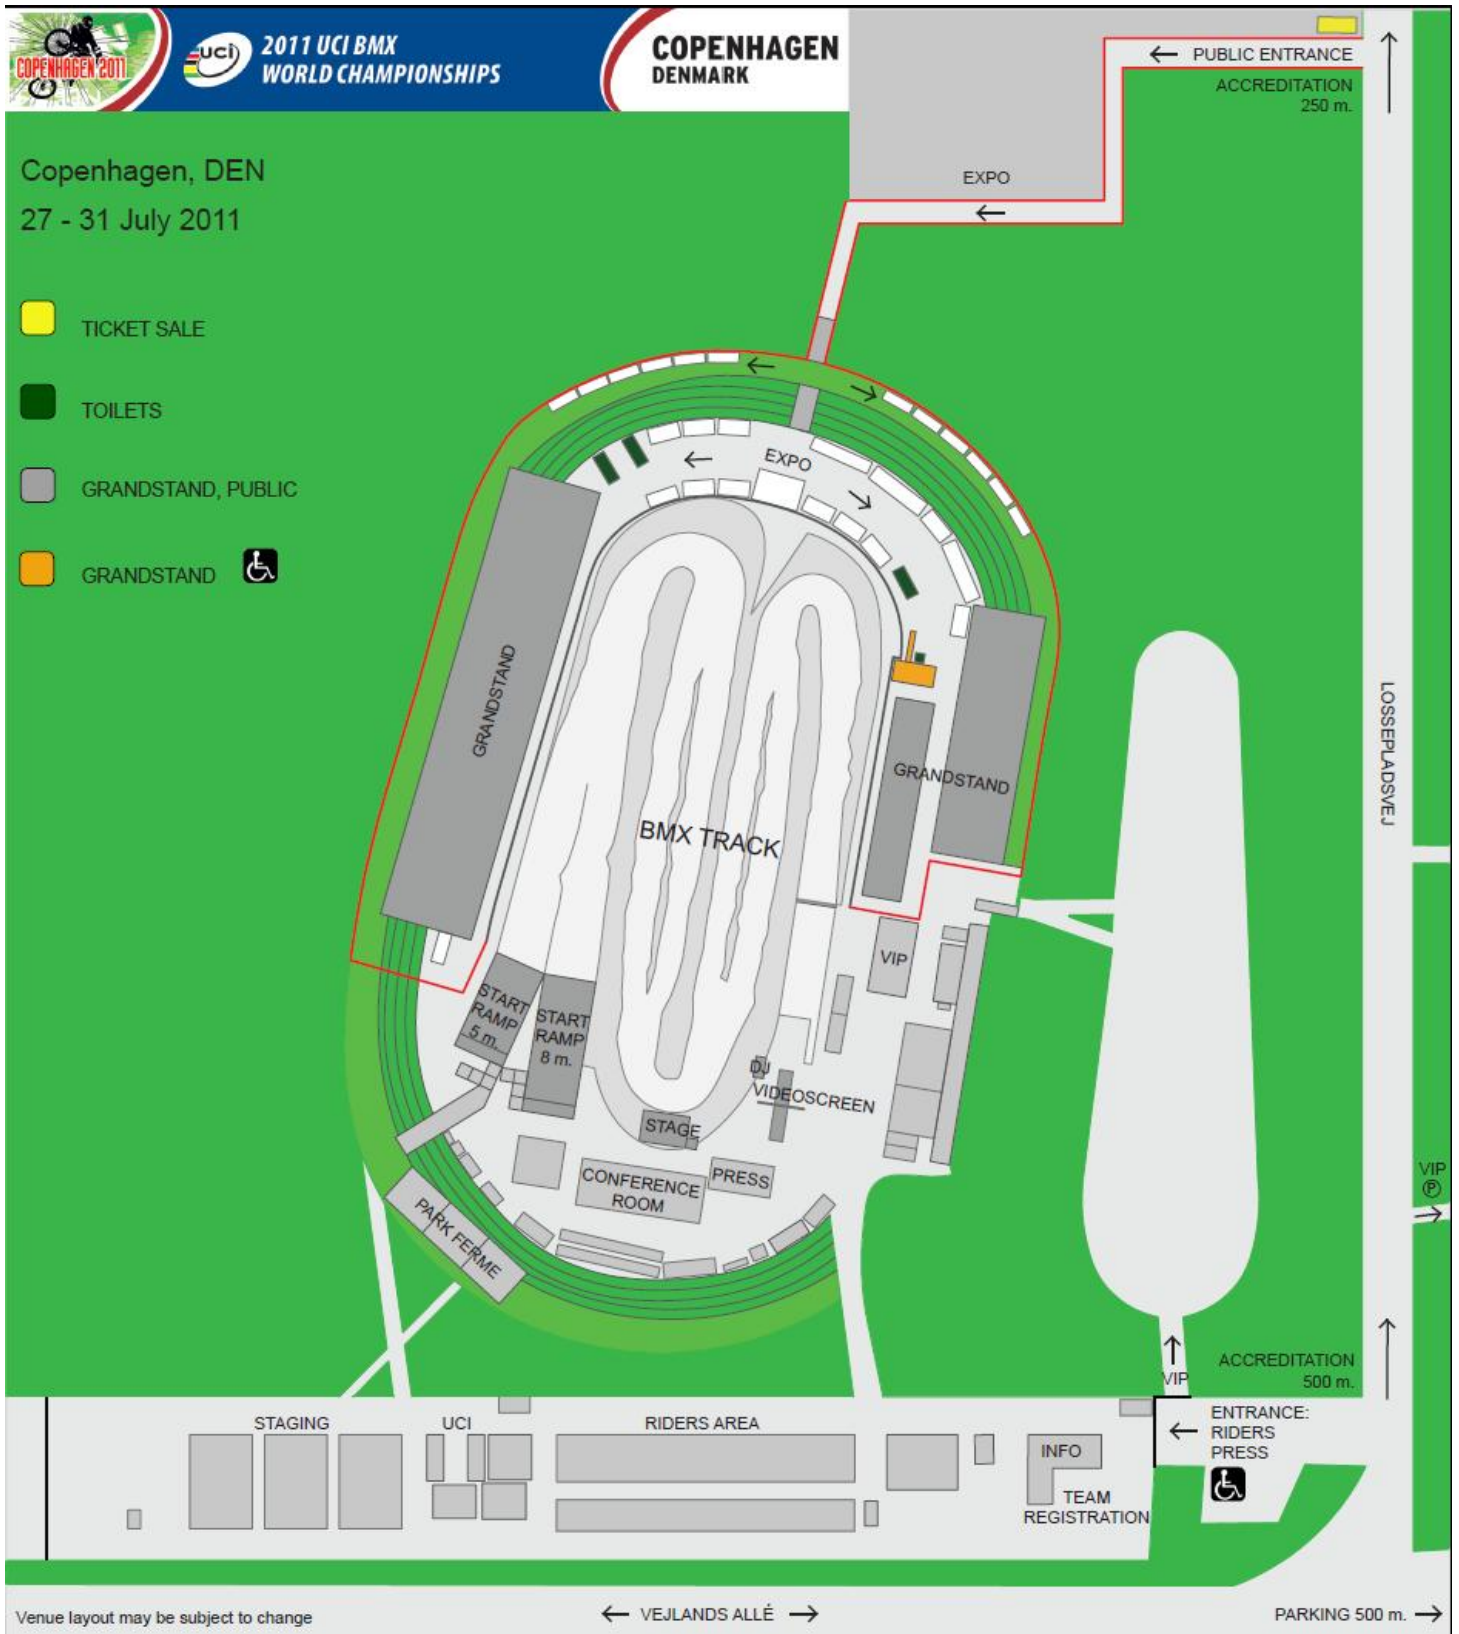 COPENHAGEN 2011
uci
2011 UCI BMX
WORLD CHAMPIONSHIPS
COPENHAGEN
DENMARK
PUBLIC ENTRANCE
ACCREDITATION
250 m.
EXPO
Copenhagen, DEN
27 - 31 July 2011
TICKET SALE
TOILETS
GRANDSTAND, PUBLIC
GRANDSTAND
EXPO
GRANDSTAND
GRANDSTAND
BMX TRACK
LOSSEPLADSVEJ
VIP
START
RAMP
5 m.
START
RAMP
8 m.
DJ
VIDEOSCREEN
STAGE
CONFERENCE
ROOM
PRESS
PARK FERME
VIP
P
VIP
ACCREDITATION
500 m.
STAGING
UCI
RIDERS AREA
INFO
TEAM
REGISTRATION
ENTRANCE:
RIDERS
PRESS
Venue layout may be subject to change
VEJLANDS ALLÉ
PARKING 500 m.